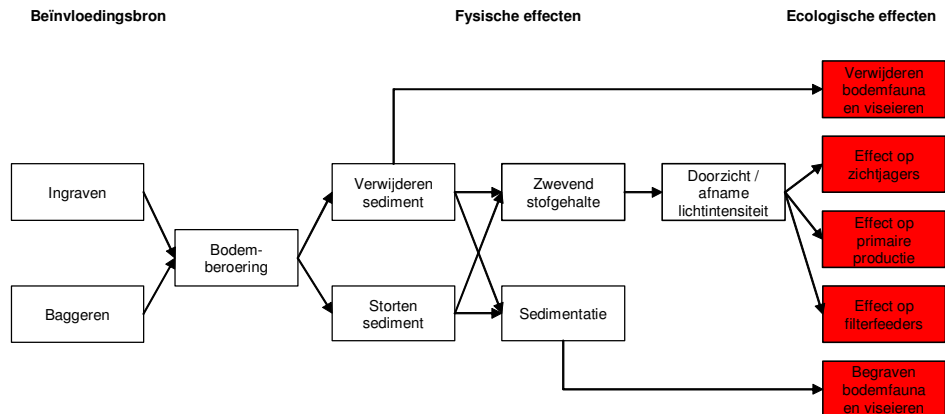 Beïnvloedingsbron
Fysische effecten
Ecologische effecten
Verwijderen
bodemfauna
en viseieren
Ingraven
Verwijderen
sediment
Zwevend
stofgehalte
Doorzicht /
afname
lichtintensiteit
Effect op
zichtjagers
Bodem-
beroering
Effect op
primaire
productie
Baggeren
Storten
sediment
Sedimentatie
Effect op
filterfeeders
Begraven
bodemfauna
en viseieren